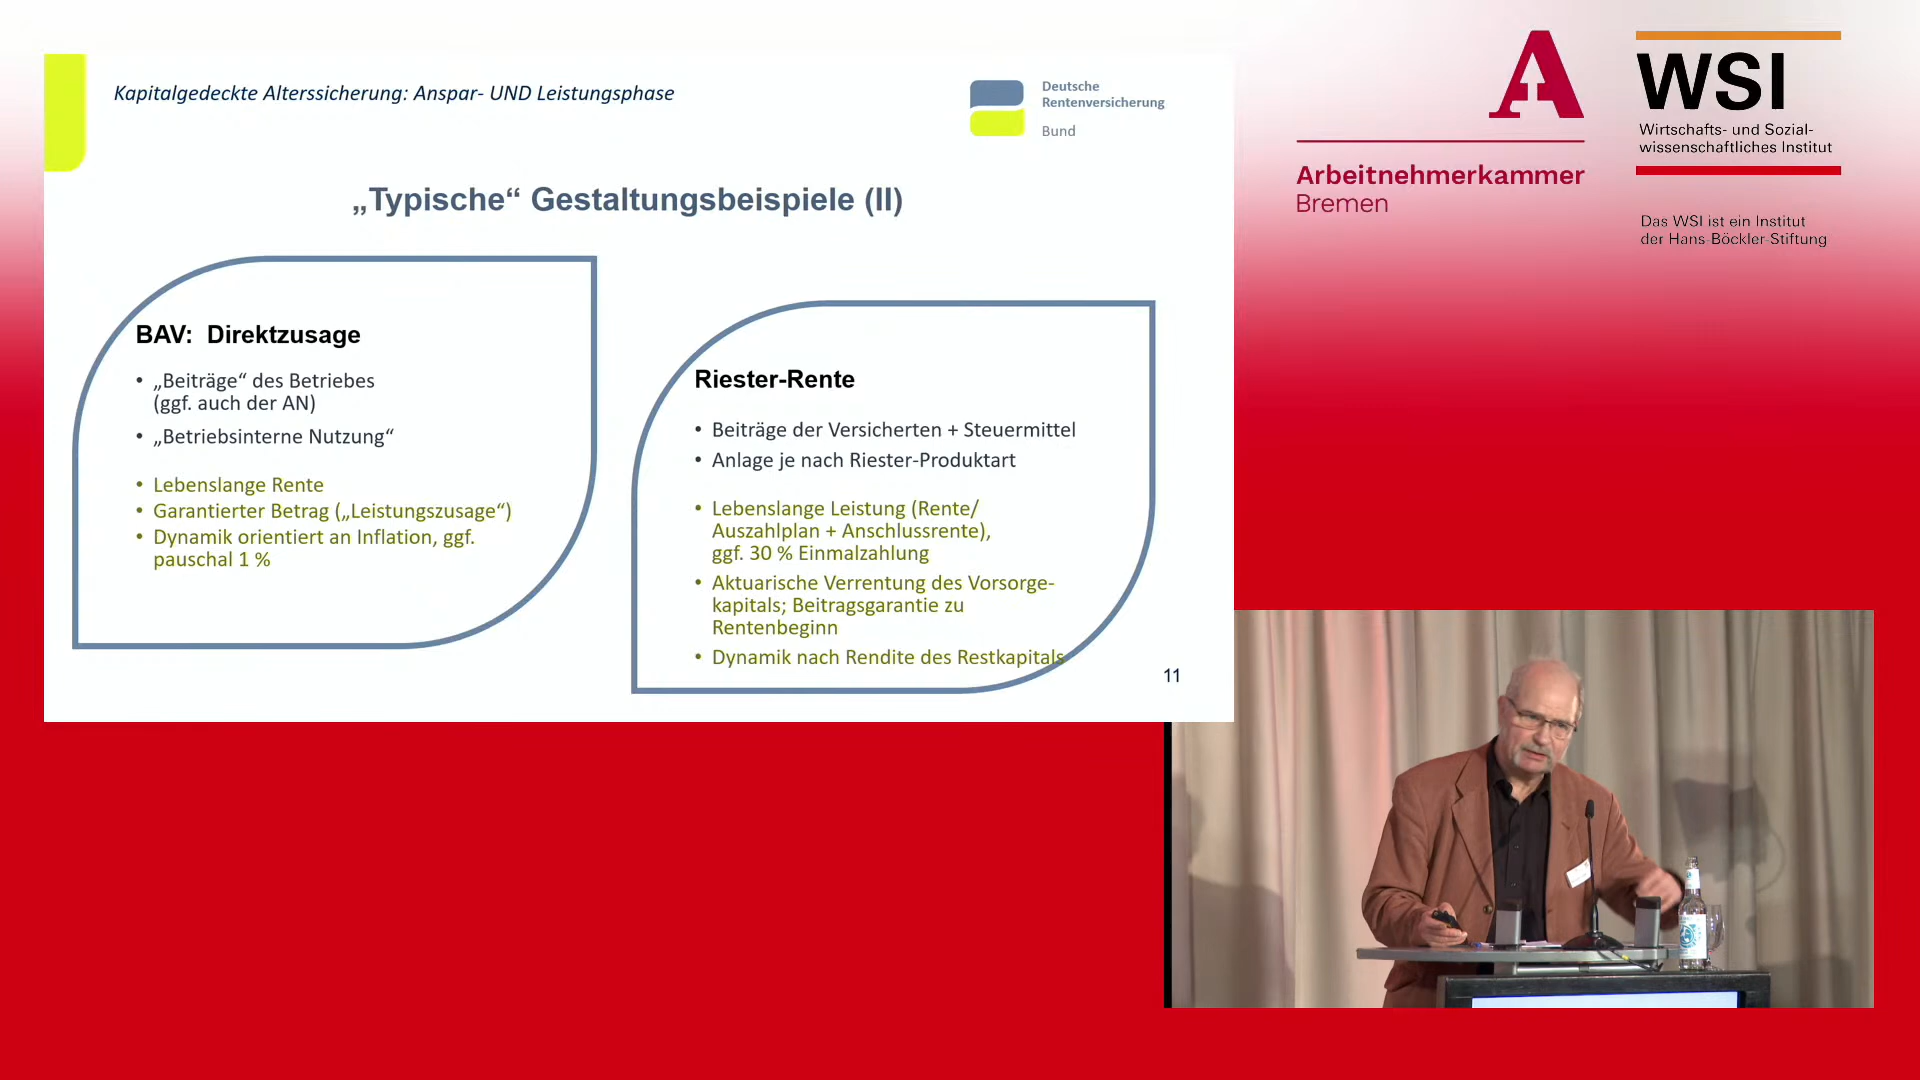 Kapitalgedeckte Alterssicherung: Anspar- UND Leistungsphase
Deutsche
Rentenversicherung
Bund
„Typische“ Gestaltungsbeispiele (II)
BAV: Direktzusage
• „Beiträge“ des Betriebes
(ggf. auch der AN)
• „Betriebsinterne Nutzung“
• Lebenslange Rente
• Garantierter Betrag („Leistungszusage“)
• Dynamik orientiert an Inflation, ggf.
pauschal 1 %
Riester-Rente
• Beiträge der Versicherten + Steuermittel
• Anlage je nach Riester-Produktart
• Lebenslange Leistung (Rente/
Auszahlplan + Anschlussrente),
ggf. 30 % Einmalzahlung
• Aktuarische Verrentung des Vorsorge-
kapitals; Beitragsgarantie zu
Rentenbeginn
• Dynamik nach Rendite des Restkapitals
11
A
Arbeitnehmerkammer
Bremen
WSI
Wirtschafts- und Sozial-
wissenschaftliches Institut
Das WSI ist ein Institut
der Hans-Böckler-Stiftung